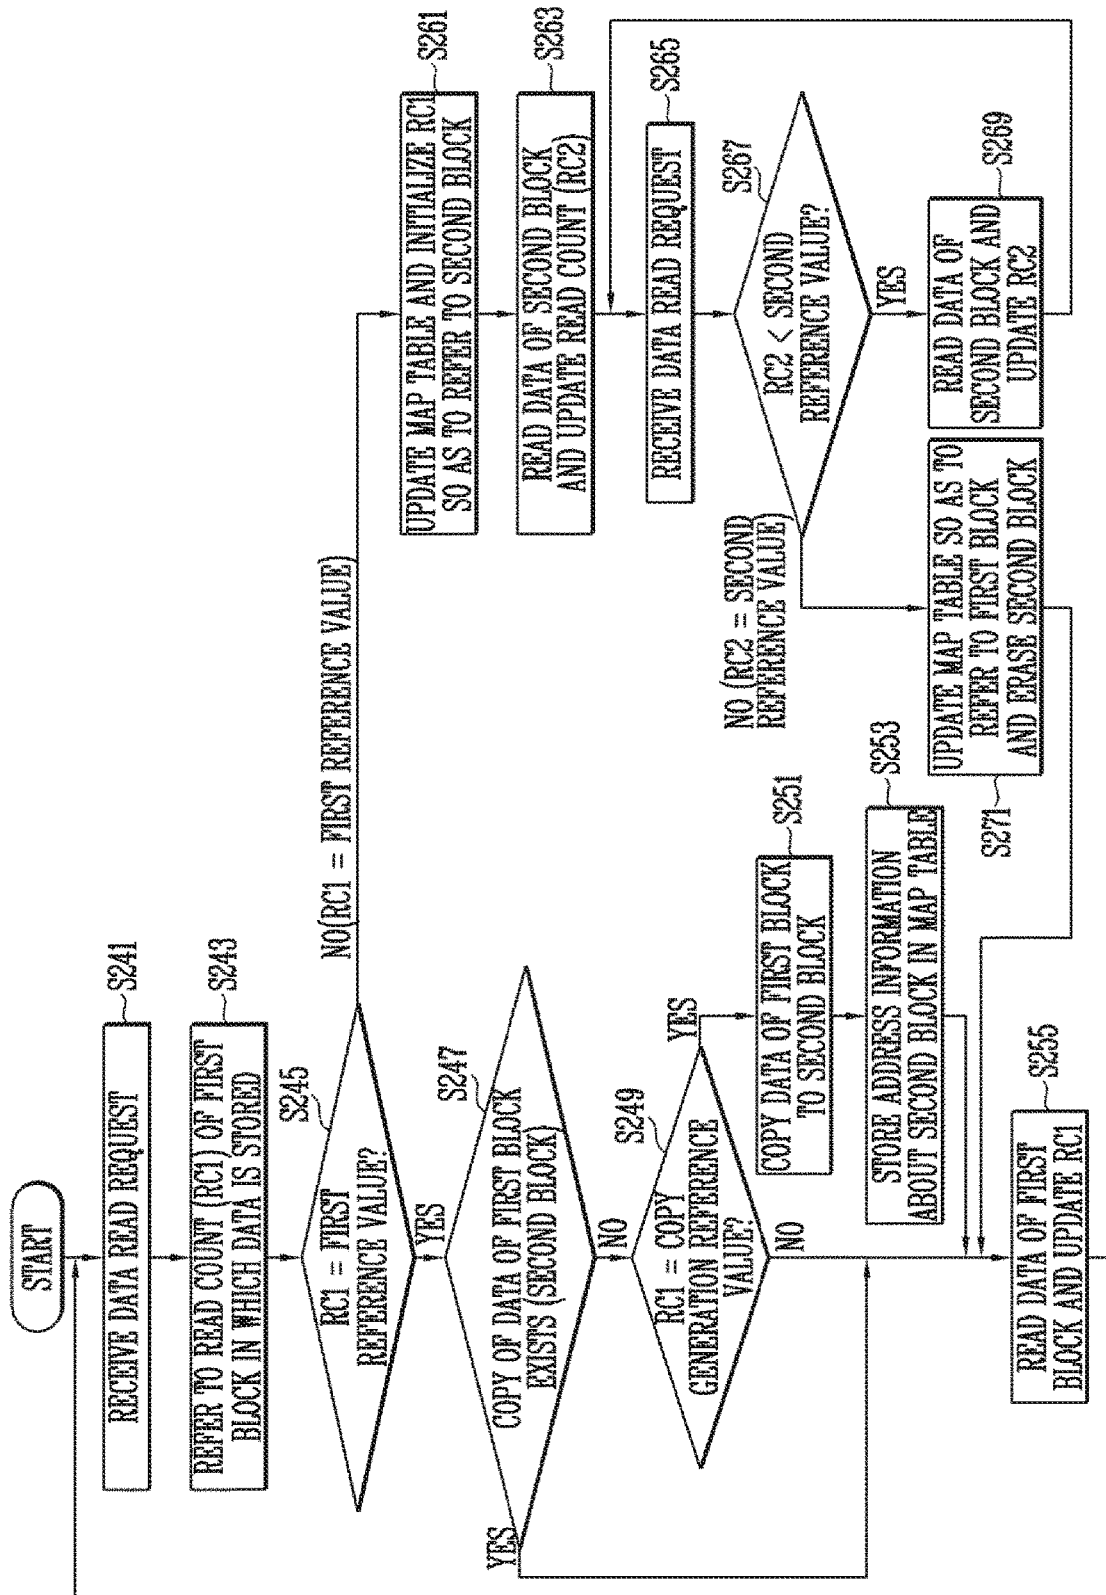 START
RECEIVE DATA READ REQUEST
S241
REFER TO READ COUNT (RC1) OF FIRST
BLOCK IN WHICH DATA IS STORED
S243
RC1 = FIRST
REFERENCE VALUE?
S245
YES
NO(RC1 = FIRST REFERENCE VALUE)
COPY OF DATA OF FIRST BLOCK
EXISTS (SECOND BLOCK)
S247
YES
NO
RC1 = COPY
GENERATION REFERENCE
VALUE?
S249
YES
NO
COPY DATA OF FIRST BLOCK
TO SECOND BLOCK
S251
STORE ADDRESS INFORMATION
ABOUT SECOND BLOCK IN MAP TABLE
S253
READ DATA OF FIRST
BLOCK AND UPDATE RC1
S255
UPDATE MAP TABLE AND INITIALIZE RC1
SO AS TO REFER TO SECOND BLOCK
S261
READ DATA OF SECOND BLOCK
AND UPDATE READ COUNT (RC2)
S263
RECEIVE DATA READ REQUEST
S265
RC2 < SECOND
REFERENCE VALUE?
S267
YES
NO (RC2 = SECOND
REFERENCE VALUE)
READ DATA OF
SECOND BLOCK AND
UPDATE RC2
S269
UPDATE MAP TABLE SO AS TO
REFER TO FIRST BLOCK
AND ERASE SECOND BLOCK
S271